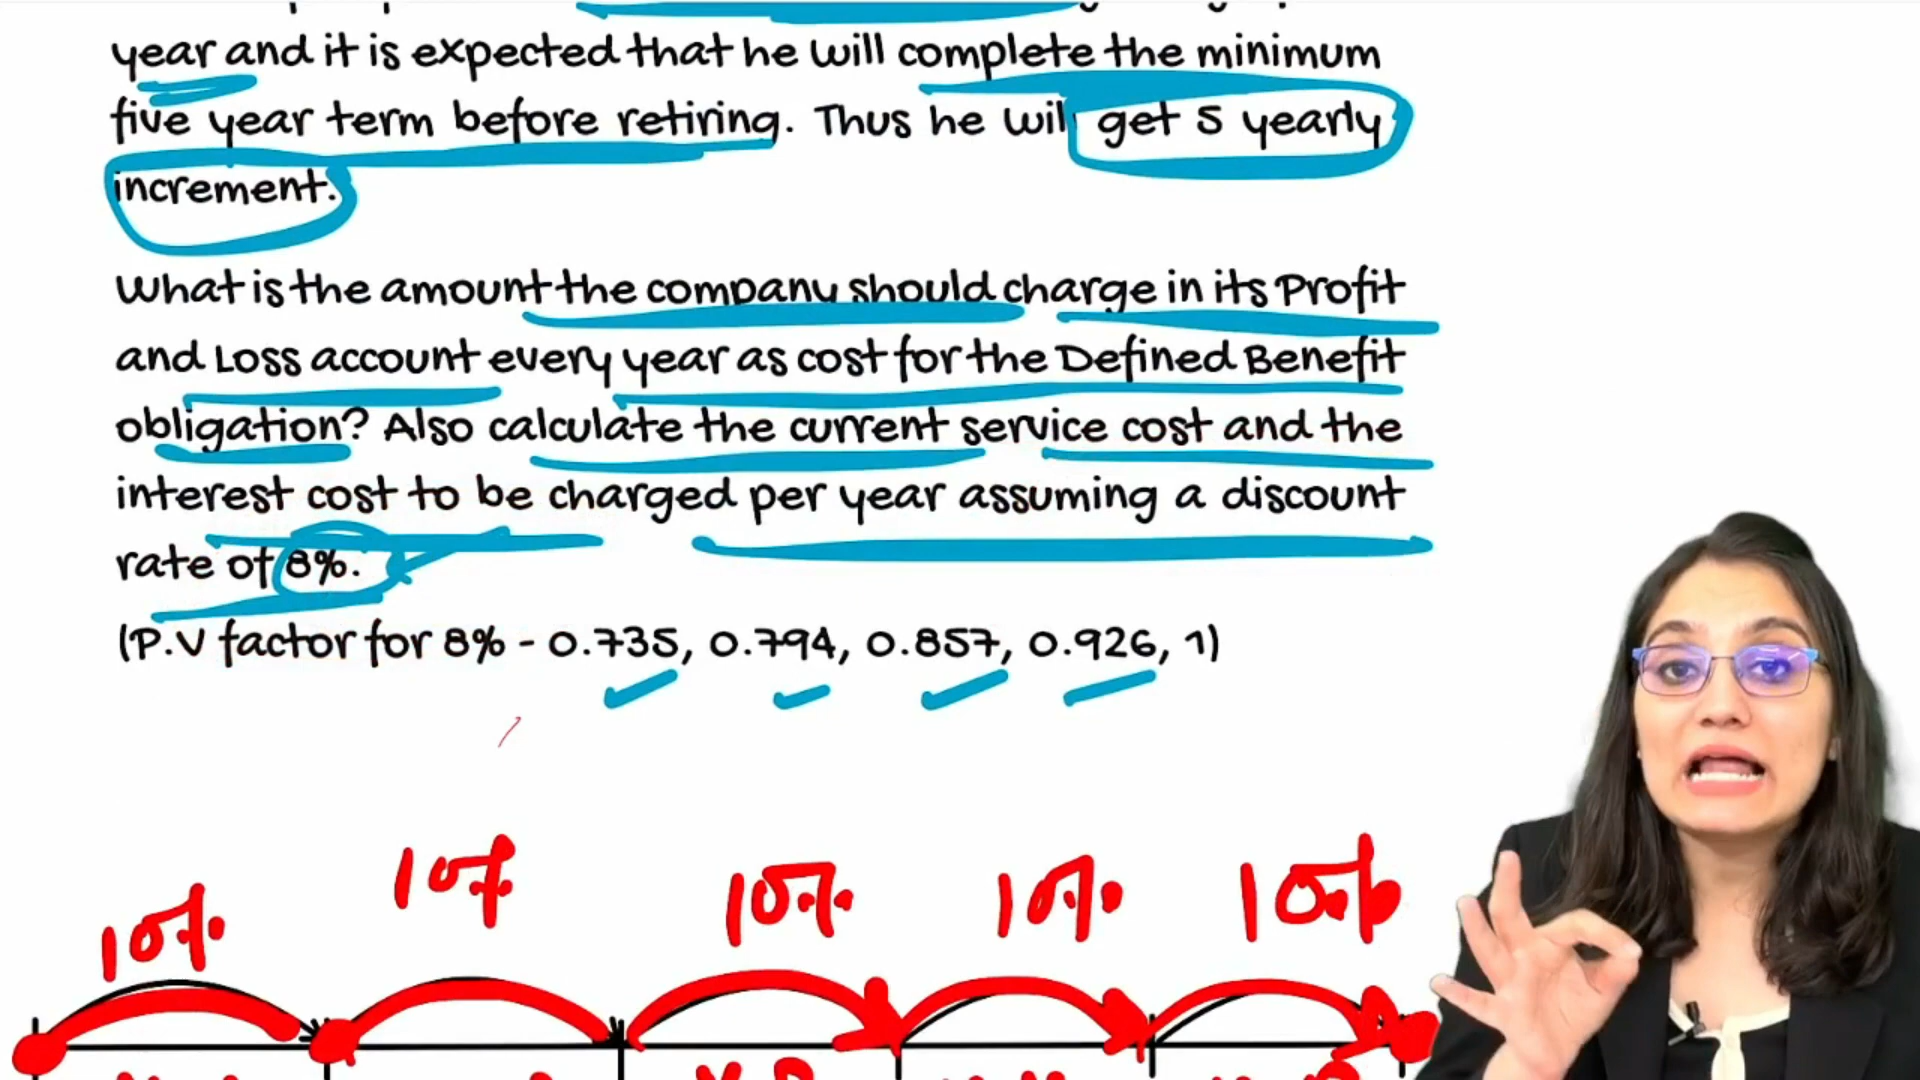 year and it is expected that he will complete the minimum
five year term before retiring. Thus he will get 5 yearly
increment.
What is the amount the company should charge in its Profit
and Loss account every year as cost for the Defined Benefit
obligation? Also calculate the current service cost and the
interest cost to be charged per year assuming a discount
rate of 8%.
(P.V factor for 8% - 0.735, 0.794, 0.857, 0.926, 1)
10% 10% 10% 10% 10%